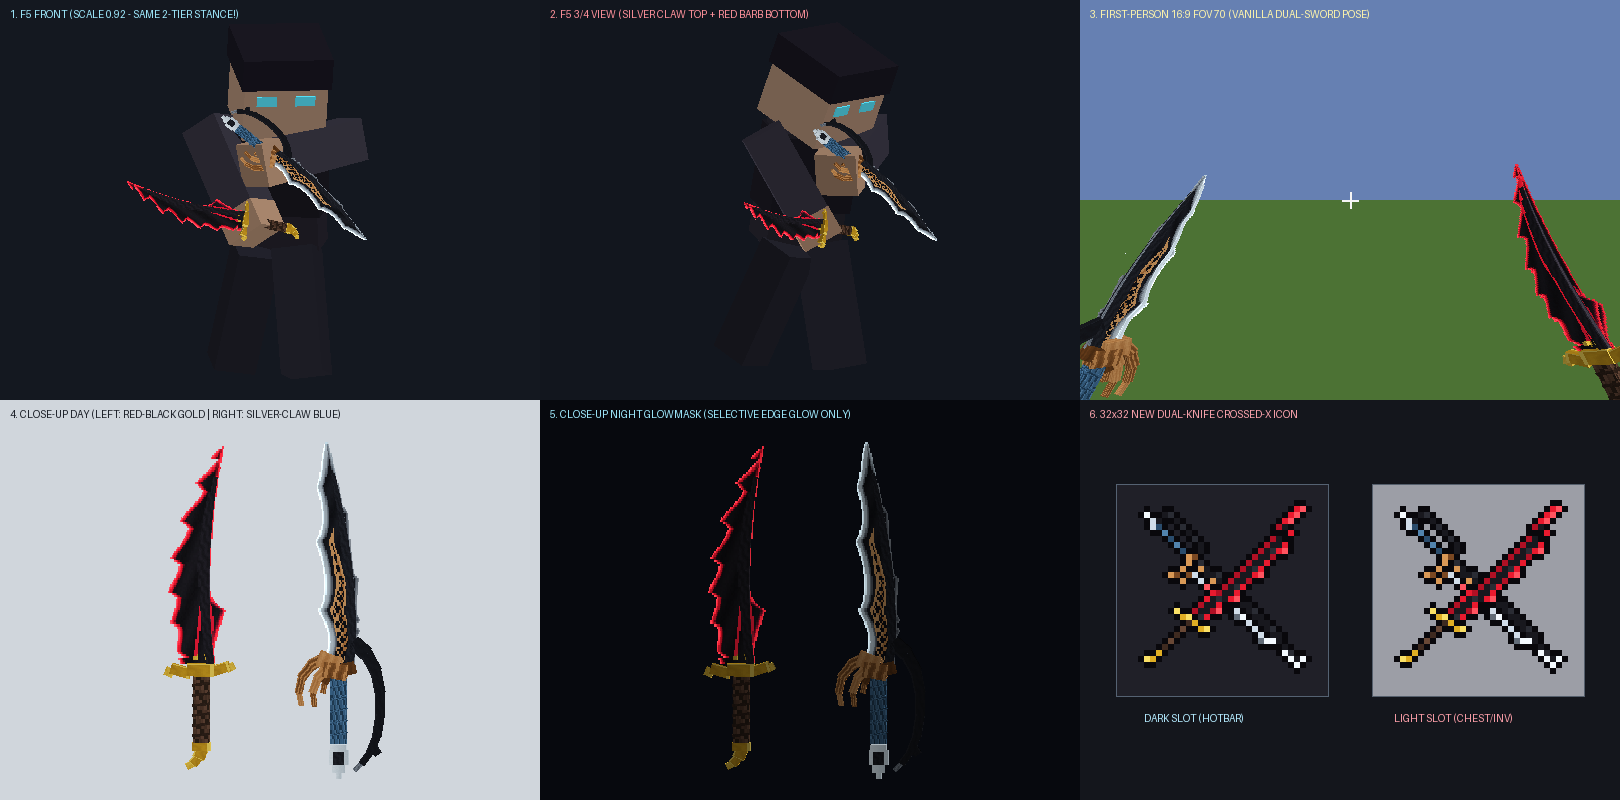 1. F5 FRONT (SCALE 0.92 - SAME 2-TIER STANCE!)
2. F5 3/4 VIEW (SILVER CLAW TOP + RED BARB BOTTOM)
3. FIRST-PERSON 16:9 FOV 70 (VANILLA DUAL-SWORD POSE)
4. CLOSE-UP DAY (LEFT: RED-BLACK GOLD | RIGHT: SILVER-CLAW BLUE)
5. CLOSE-UP NIGHT GLOWMASK (SELECTIVE EDGE GLOW ONLY)
6. 32x32 NEW DUAL-KNIFE CROSSED-X ICON
DARK SLOT (HOTBAR)
LIGHT SLOT (CHEST/INV)